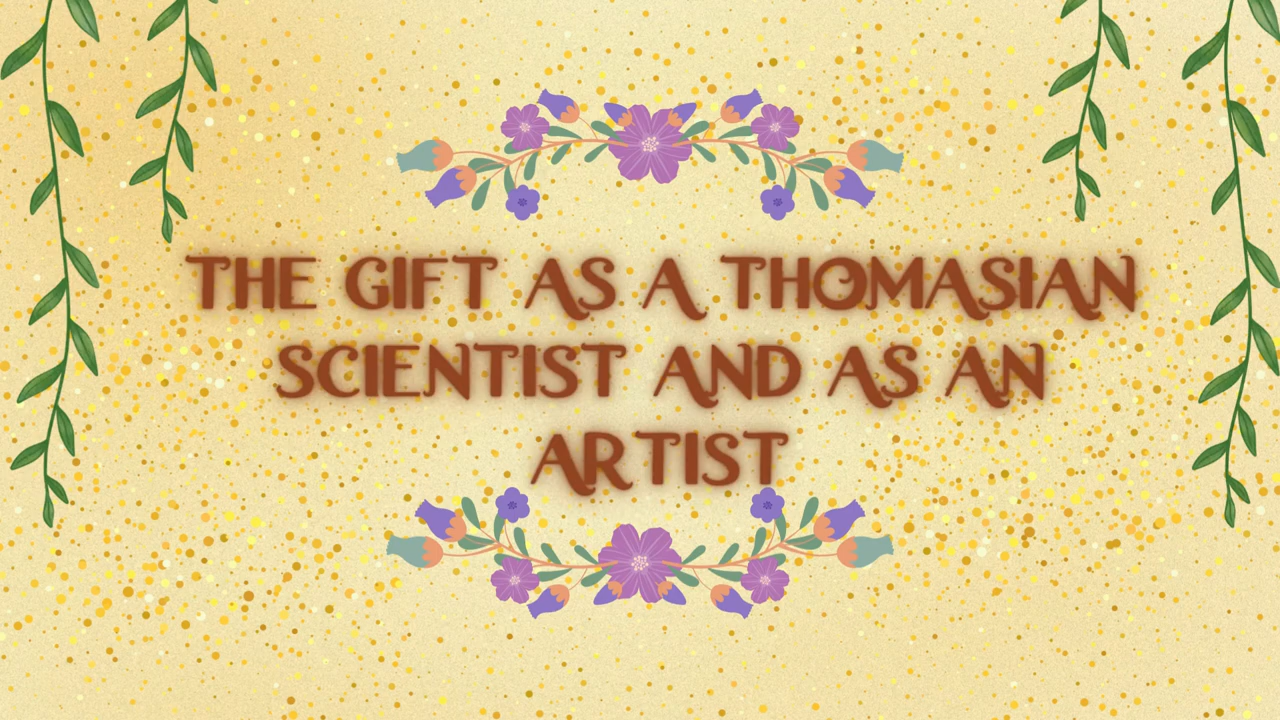 THE GIFT AS A THOMASIAN
SCIENTIST AND AS AN
ARTIST